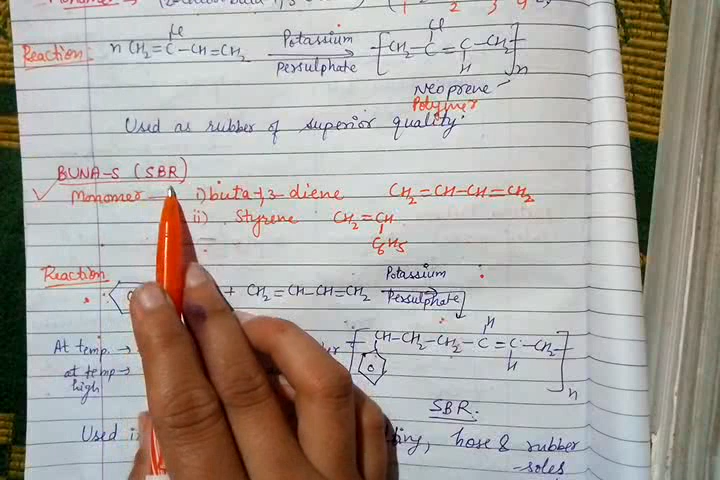 Cl
Reaction: n CH2=C-CH=CH2 Potassium Persulphate [CH2-C=C-CH2]n
Cl
H
Neoprene
Polymer
Used as rubber of superior quality.
BUNA-S (SBR)
Monomer i) buta-1,3-diene CH2=CH-CH=CH2
ii) Styrene CH2=CH
C6H5
Reaction
+ CH2=CH-CH=CH2 Potassium Persulphate
H
At temp. → [CH-CH2-CH2-C=C-CH2]n
at temp → H
high
SBR.
Used hose & rubber
-soles